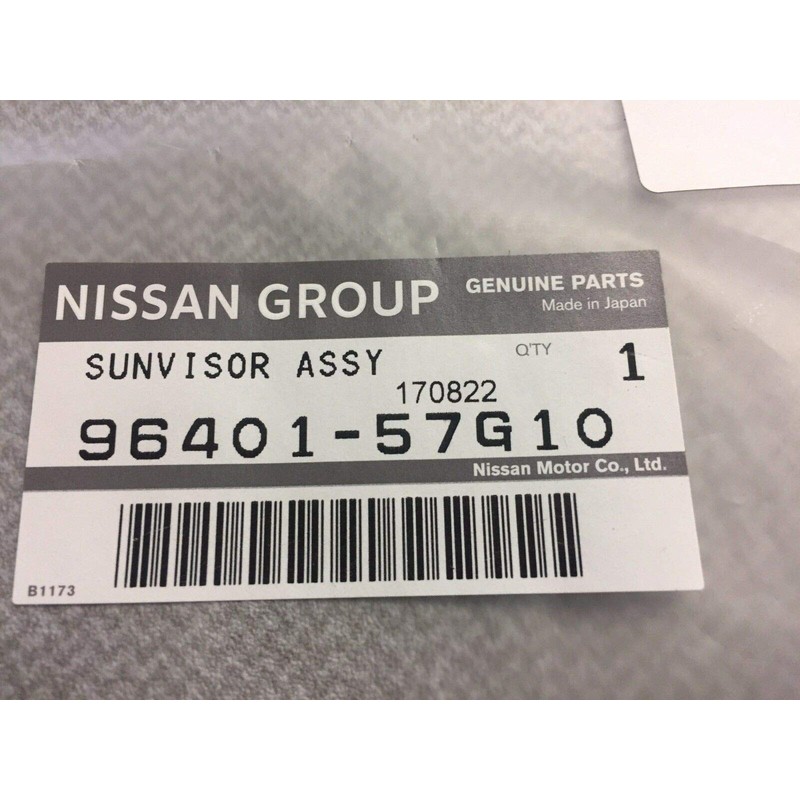 NISSAN GROUP
GENUINE PARTS
Made in Japan
SUNVISOR ASSY
Q'TY
1
170822
96401-57G10
Nissan Motor Co., Ltd.
B1173